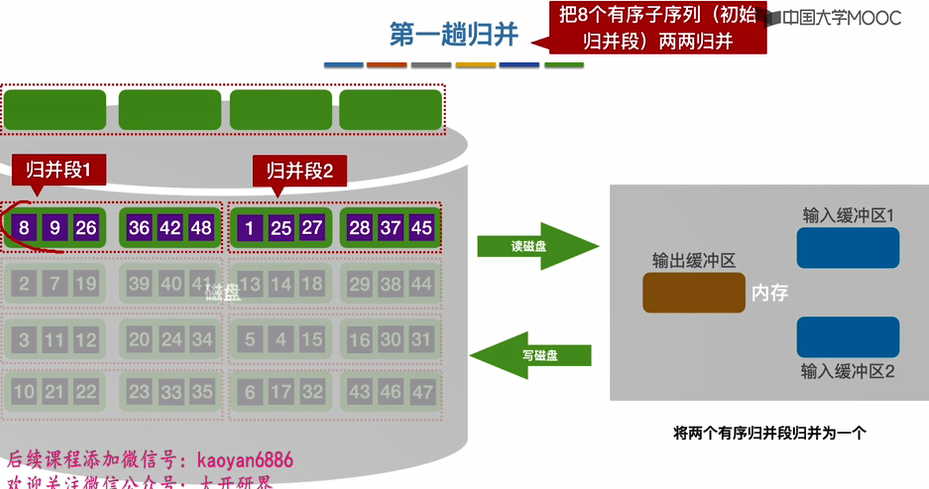 把8个有序子序列（初始
归并段）两两归并
中国大学MOOC
第一趟归并
归并段1
归并段2
8 9 26 36 42 48 1 25 27 28 37 45
2 7 19 39 40 41 13 14 18 29 38 44
磁盘
3 11 12 20 24 34 5 4 15 16 30 31
10 21 22 23 33 35 6 17 32 43 46 47
读磁盘
写磁盘
输入缓冲区1
输出缓冲区
内存
输入缓冲区2
将两个有序归并段归并为一个
后续课程添加微信号：kaoyan6886
欢迎关注微信公众号：大开研界